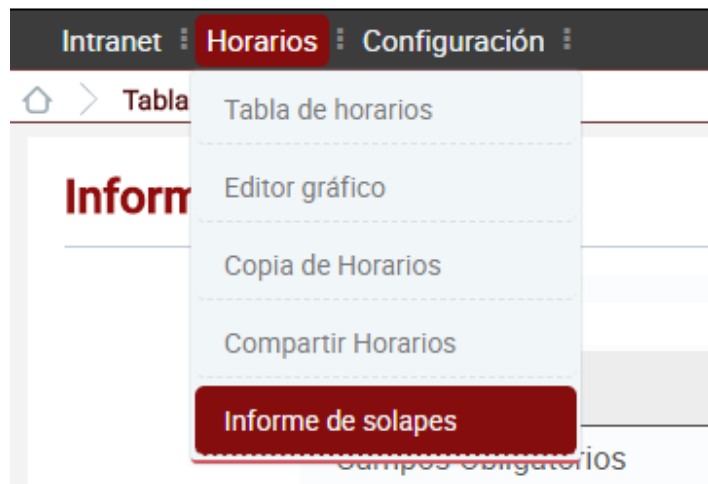 Intranet Horarios Configuración
Tabla
Tabla de horarios
Inform
Editor gráfico
Copia de Horarios
Compartir Horarios
Informe de solapes
Campos Obligatorios